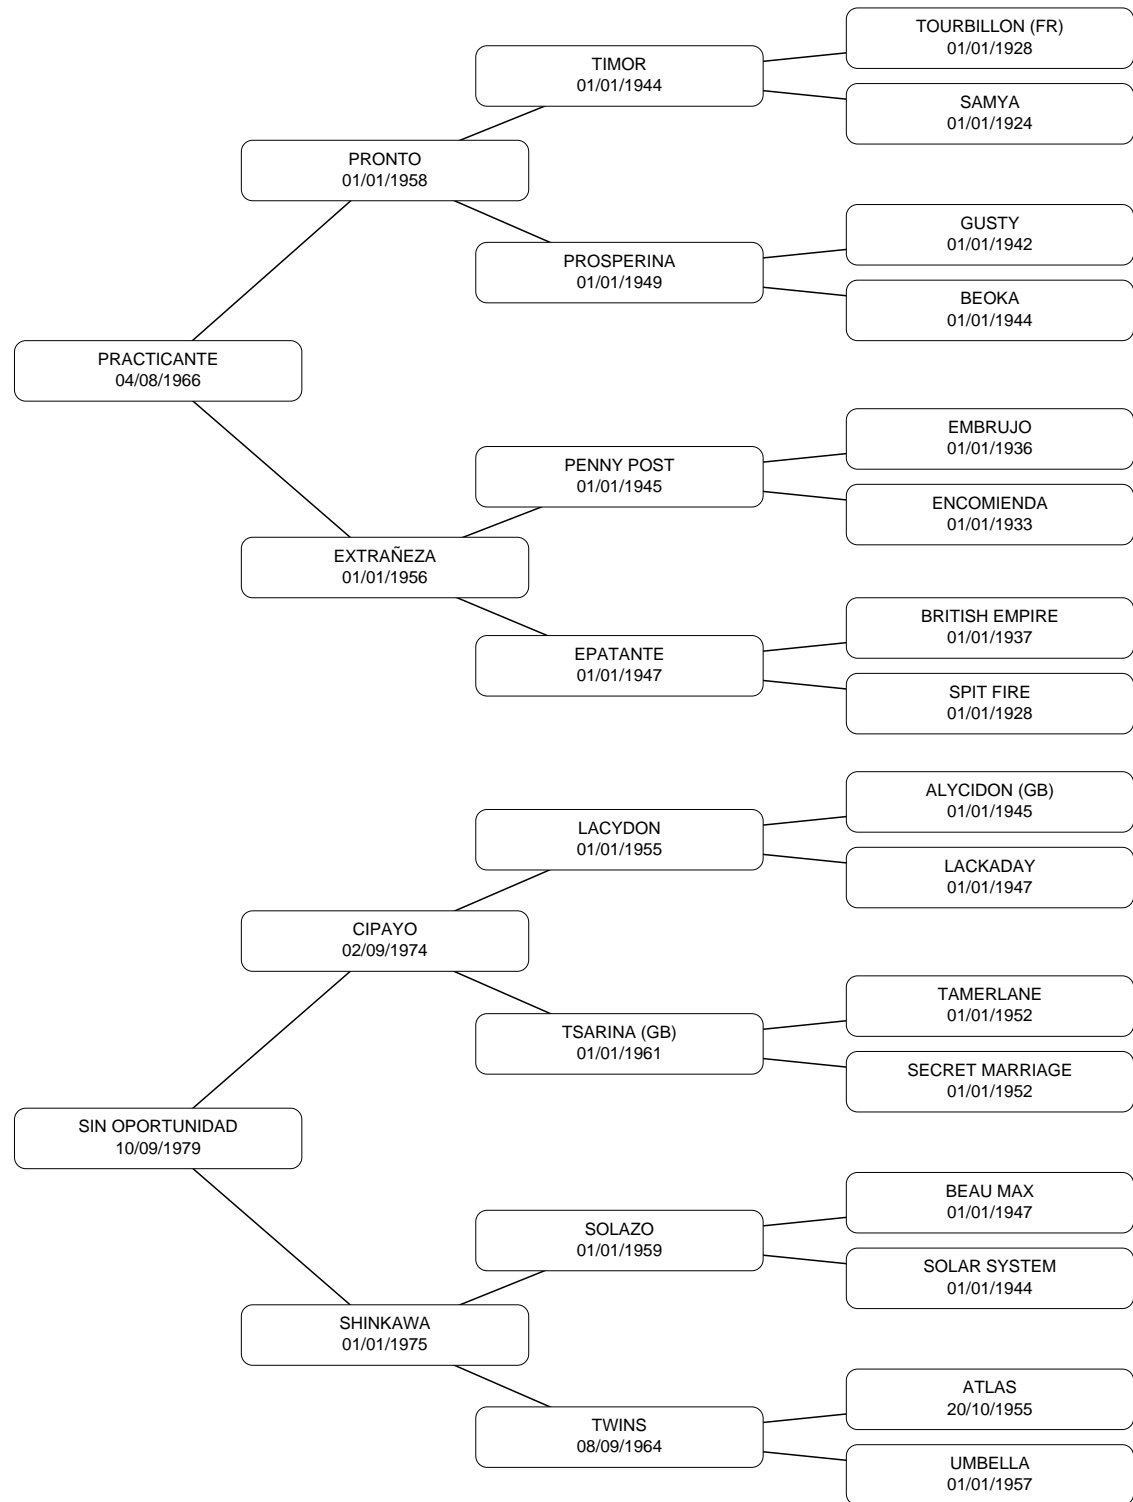 TOURBILLON (FR)
01/01/1928
TIMOR
01/01/1944
SAMYA
01/01/1924
PRONTO
01/01/1958
GUSTY
01/01/1942
PROSPERINA
01/01/1949
BEOKA
01/01/1944
PRACTICANTE
04/08/1966
EMBRUJO
01/01/1936
PENNY POST
01/01/1945
ENCOMIENDA
01/01/1933
EXTRAÑEZA
01/01/1956
BRITISH EMPIRE
01/01/1937
EPATANTE
01/01/1947
SPIT FIRE
01/01/1928
ALYCIDON (GB)
01/01/1945
LACYDON
01/01/1955
LACKADAY
01/01/1947
CIPAYO
02/09/1974
TAMERLANE
01/01/1952
TSARINA (GB)
01/01/1961
SECRET MARRIAGE
01/01/1952
SIN OPORTUNIDAD
10/09/1979
BEAU MAX
01/01/1947
SOLAZO
01/01/1959
SOLAR SYSTEM
01/01/1944
SHINKAWA
01/01/1975
ATLAS
20/10/1955
TWINS
08/09/1964
UMBELLA
01/01/1957